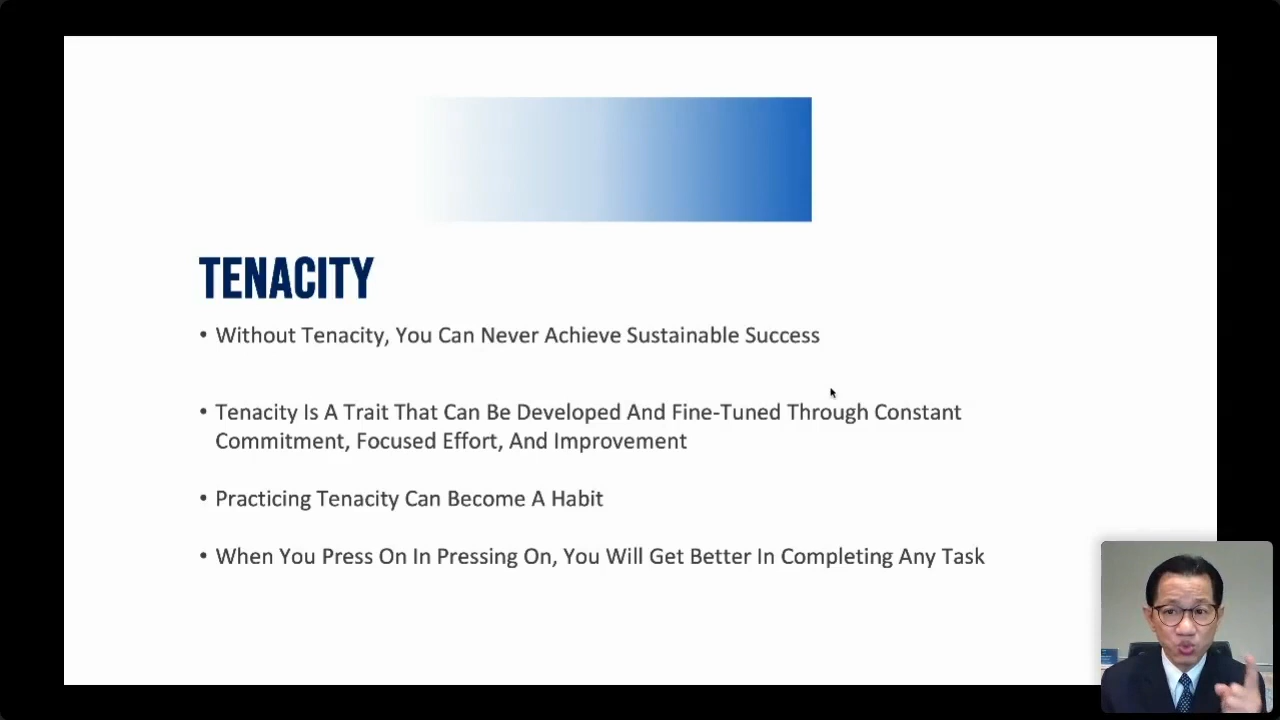 TENACITY
• Without Tenacity, You Can Never Achieve Sustainable Success
• Tenacity Is A Trait That Can Be Developed And Fine-Tuned Through Constant
Commitment, Focused Effort, And Improvement
• Practicing Tenacity Can Become A Habit
• When You Press On In Pressing On, You Will Get Better In Completing Any Task